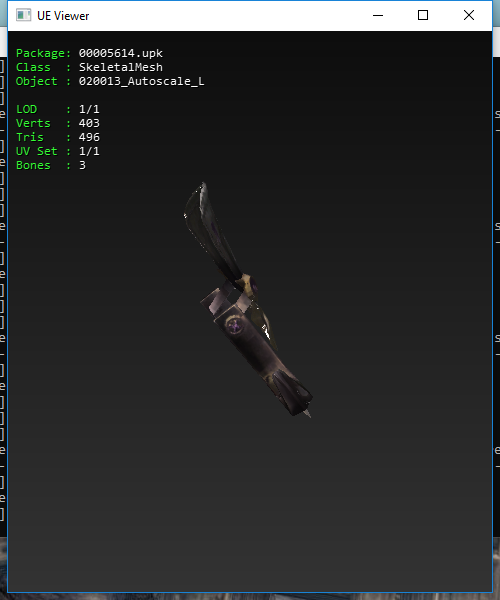 UE Viewer
Package: 00005614.upk
Class : SkeletalMesh
Object : 020013_Autoscale_L
LOD : 1/1
Verts : 403
Tris : 496
UV Set : 1/1
Bones : 3